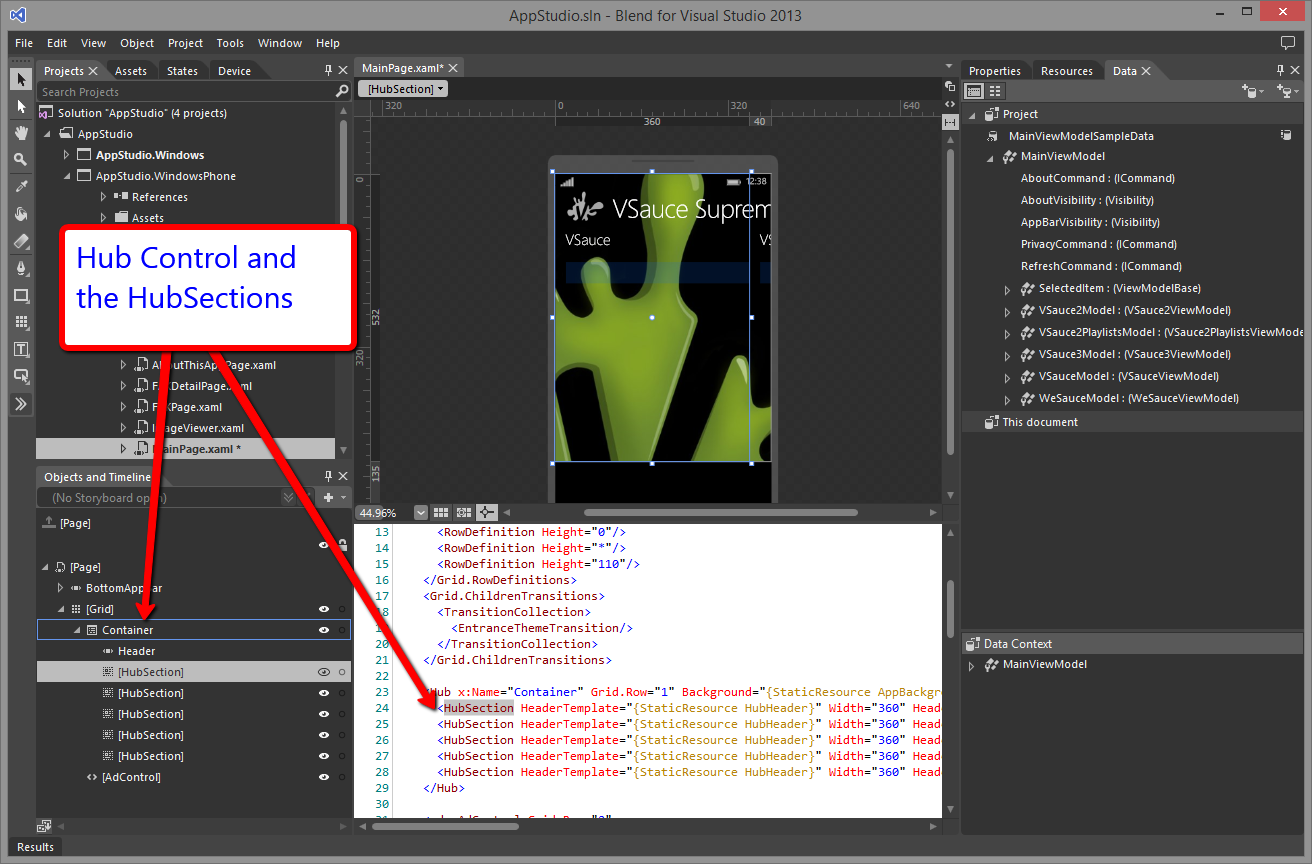 AppStudio.sln - Blend for Visual Studio 2013
File Edit View Object Project Tools Window Help
Projects Assets States Device
Search Projects
Solution "AppStudio" (4 projects)
AppStudio
AppStudio.Windows
AppStudio.WindowsPhone
References
Assets
Hub Control and
the HubSections
FAQPage.xaml
MainPage.xaml *
Objects and Timeline
(No Storyboard open)
[Page]
[Page]
BottomAppBar
[Grid]
Container
Header
[HubSection]
[HubSection]
[HubSection]
[HubSection]
[HubSection]
[AdControl]
Results
MainPage.xaml*
[HubSection]
320 0 320 640
360 40
0
532
320
135
12:38
VSauce Suprem
VSauce VS
44.96%
13 <RowDefinition Height="0"/>
14 <RowDefinition Height="*"/>
15 <RowDefinition Height="110"/>
16 </Grid.RowDefinitions>
17 <Grid.ChildrenTransitions>
18 <TransitionCollection>
19 <EntranceThemeTransition/>
20 </TransitionCollection>
21 </Grid.ChildrenTransitions>
22
23 <Hub x:Name="Container" Grid.Row="1" Background="{StaticResource AppBackgr
24 <HubSection HeaderTemplate="{StaticResource HubHeader}" Width="360" Head
25 <HubSection HeaderTemplate="{StaticResource HubHeader}" Width="360" Head
26 <HubSection HeaderTemplate="{StaticResource HubHeader}" Width="360" Head
27 <HubSection HeaderTemplate="{StaticResource HubHeader}" Width="360" Head
28 <HubSection HeaderTemplate="{StaticResource HubHeader}" Width="360" Head
29 </Hub>
30
Properties Resources Data
Project
MainViewModelSampleData
MainViewModel
AboutCommand : (ICommand)
AboutVisibility : (Visibility)
AppBarVisibility : (Visibility)
PrivacyCommand : (ICommand)
RefreshCommand : (ICommand)
SelectedItem : (ViewModelBase)
VSauce2Model : (VSauce2ViewModel)
VSauce2PlaylistsModel : (VSauce2PlaylistsViewMode
VSauce3Model : (VSauce3ViewModel)
VSauceModel : (VSauceViewModel)
WeSauceModel : (WeSauceViewModel)
This document
Data Context
MainViewModel